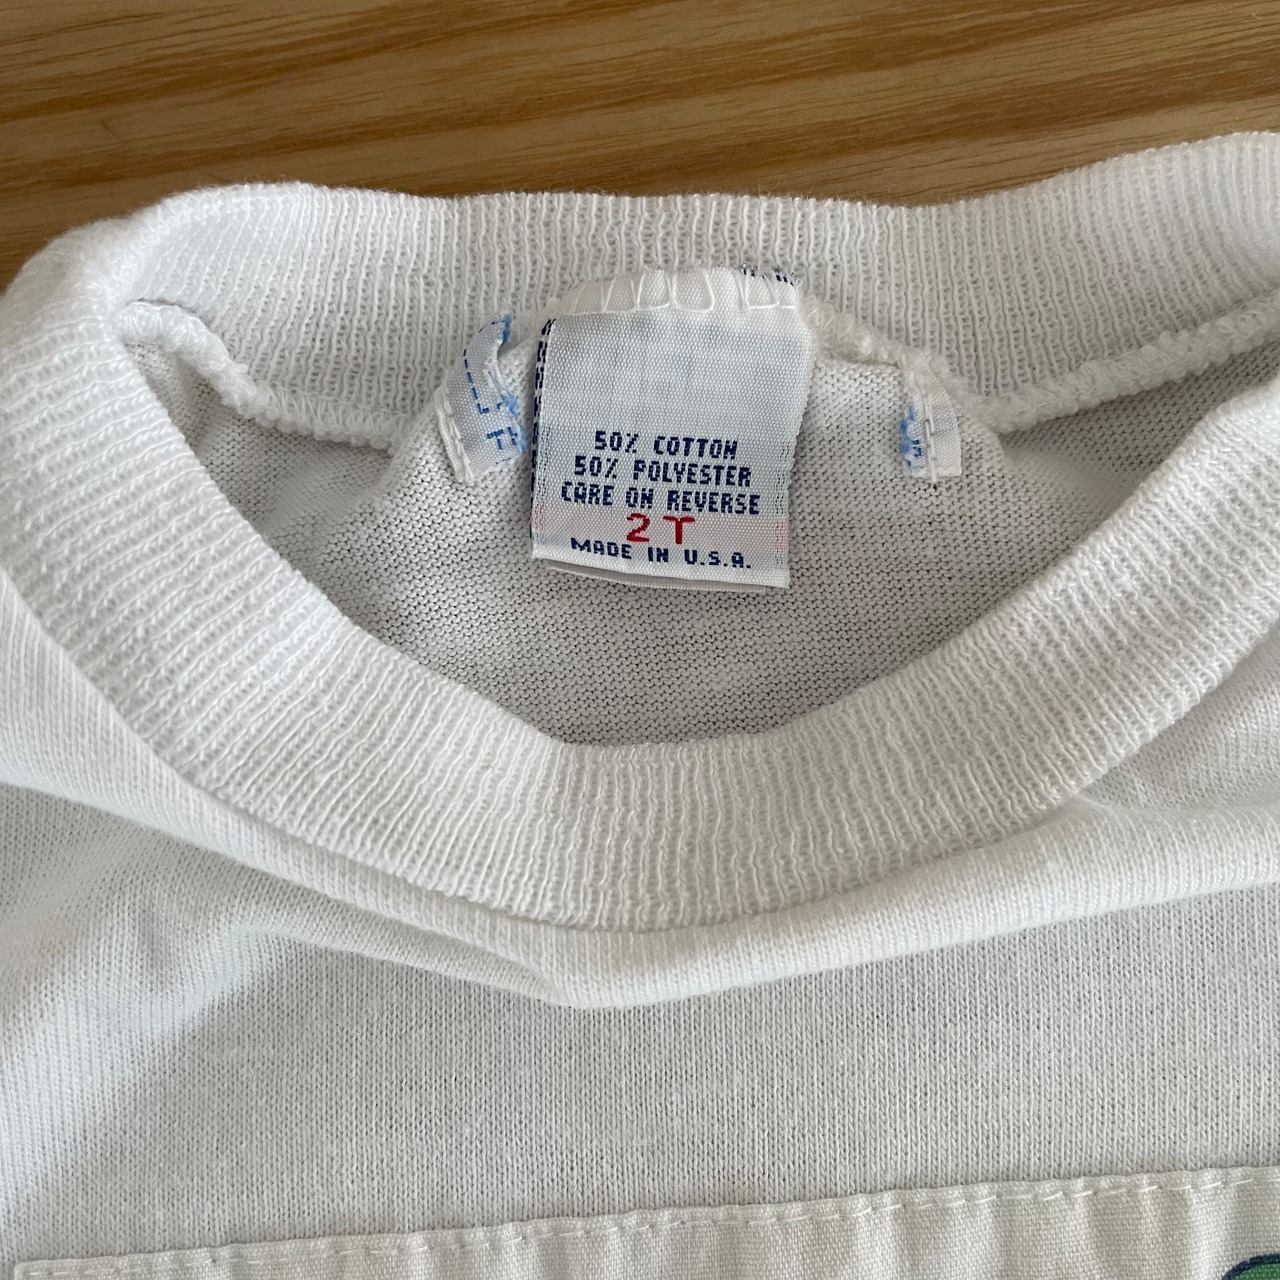 50% COTTON
50% POLYESTER
CARE ON REVERSE
2T
MADE IN U.S.A.